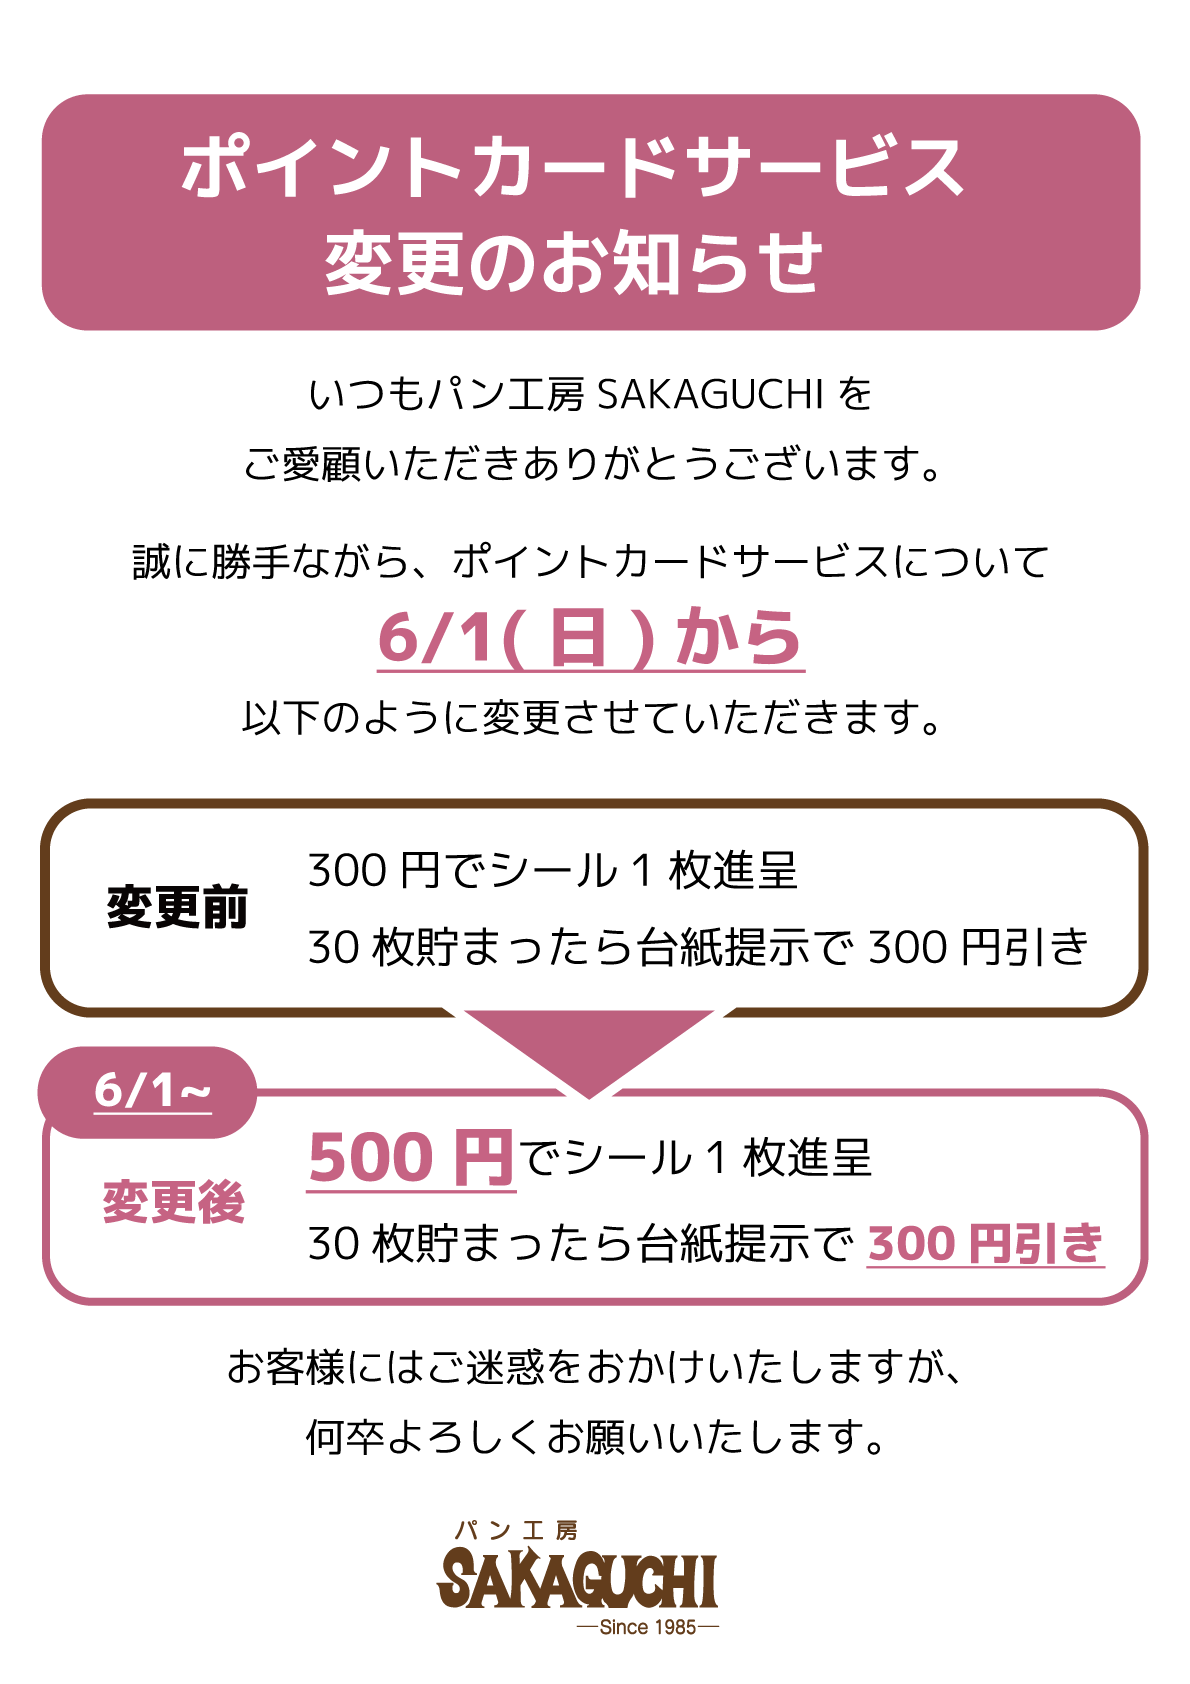 ポイントカードサービス
変更のお知らせ
いつもパン工房 SAKAGUCHI を
ご愛顧いただきありがとうございます。
誠に勝手ながら、ポイントカードサービスについて
6/1( 日 ) から
以下のように変更させていただきます。
変更前
300 円でシール 1 枚進呈
30 枚貯まったら台紙提示で 300 円引き
6/1~
変更後
500 円でシール 1 枚進呈
30 枚貯まったら台紙提示で 300 円引き
お客様にはご迷惑をおかけいたしますが、
何卒よろしくお願いいたします。
パン工房
SAKAGUCHI
—Since 1985—